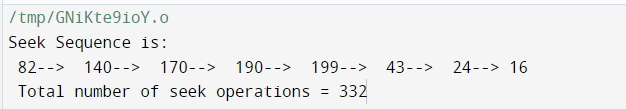 /tmp/GNiKte9ioY.o
Seek Sequence is:
82--> 140--> 170--> 190--> 199--> 43--> 24--> 16
Total number of seek operations = 332